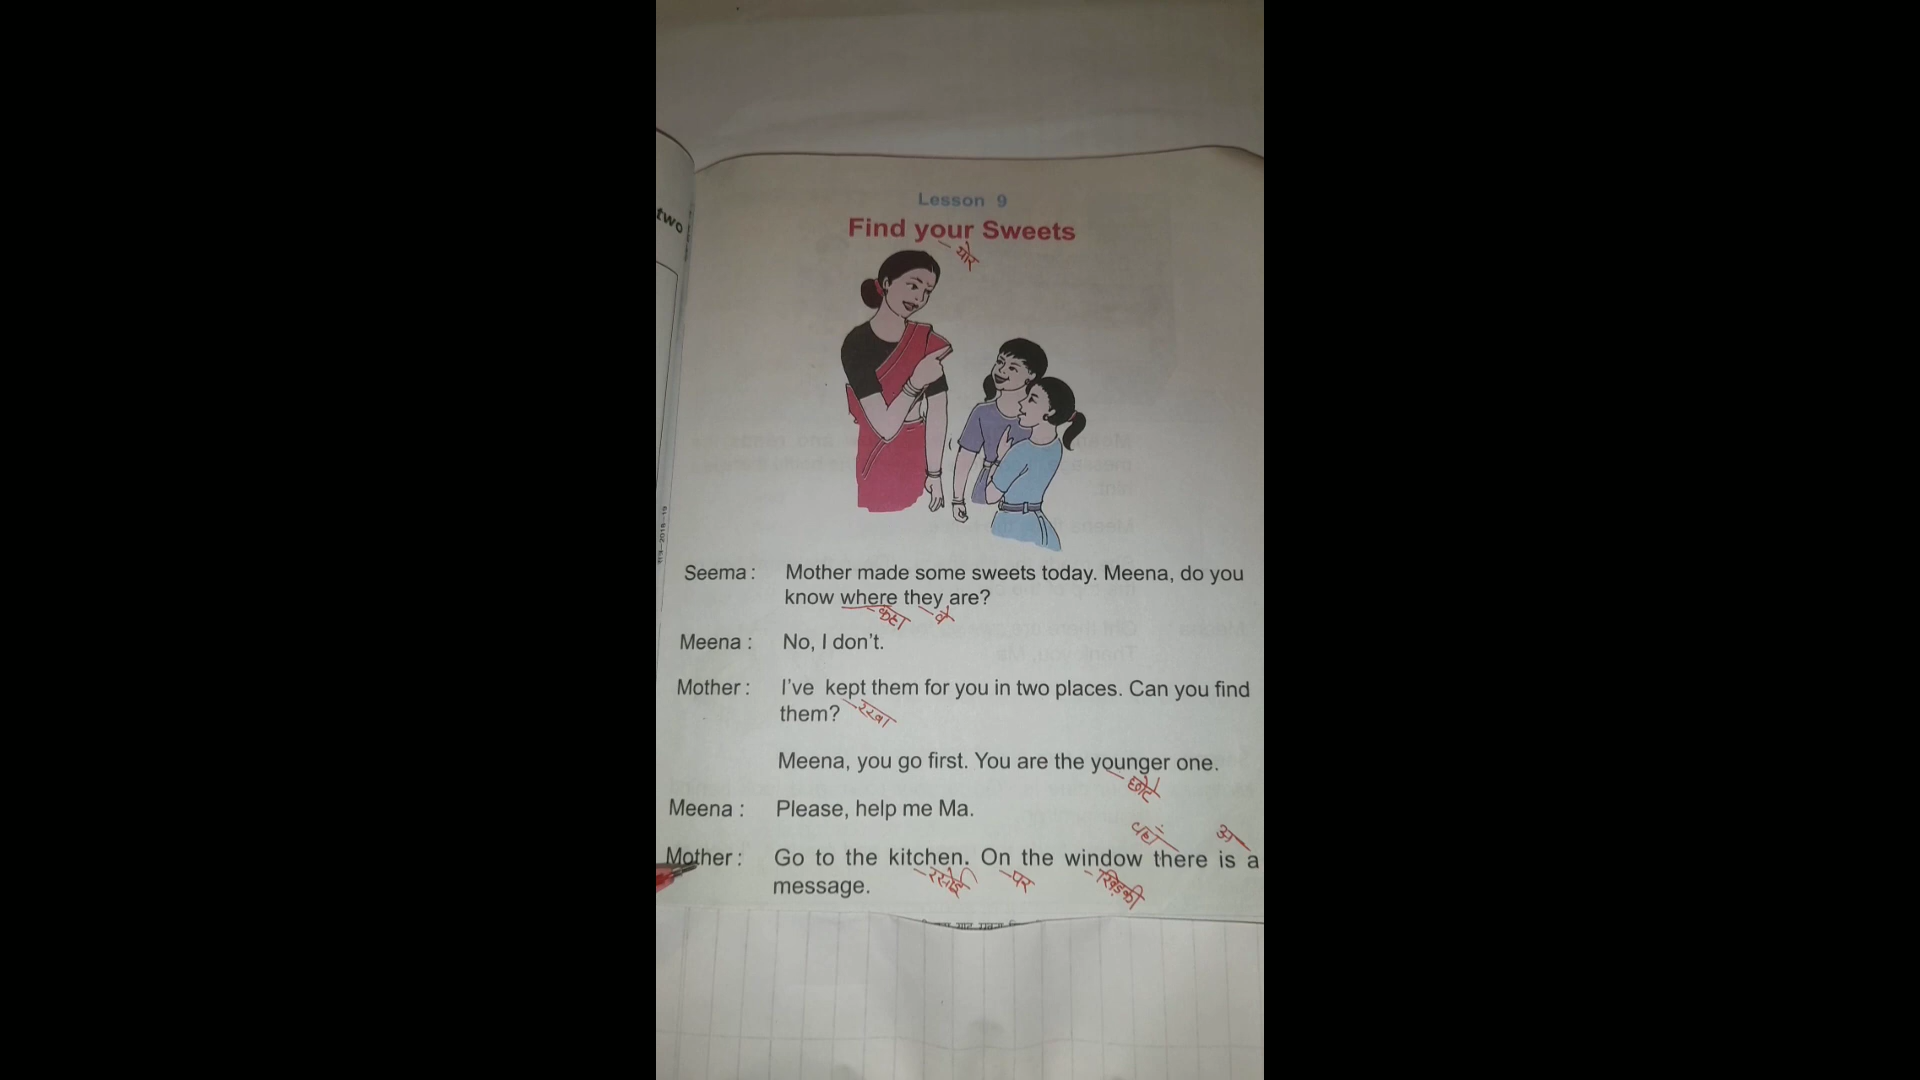 two
Lesson 9
Find your Sweets
- योर
Seema : Mother made some sweets today. Meena, do you
know where they are?
- कहा - वे
Meena : No, I don't.
Mother : I've kept them for you in two places. Can you find
them? - रखा
Meena, you go first. You are the younger one.
- छोटे
Meena : Please, help me Ma.
वहाँ अ
Mother : Go to the kitchen. On the window there is a
message. - रसोई - पर - खिड़की